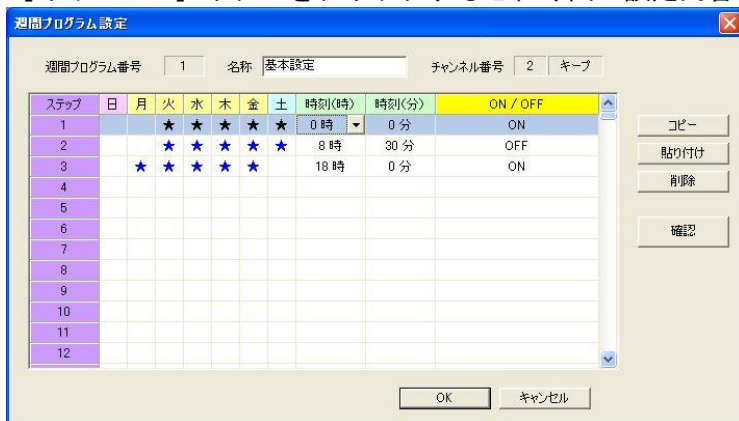 週間プログラム 設定
週間プログラム番号 1 名称 基本設定 チャンネル番号 2 キープ
ステップ 日 月 火 水 木 金 土 時刻(時) 時刻(分) ON / OFF
1 ★ ★ ★ ★ ★ 0 時 0 分 ON
2 ★ ★ ★ ★ ★ 8 時 30 分 OFF
3 ★ ★ ★ ★ ★ 18 時 0 分 ON
4
5
6
7
8
9
10
11
12
コピー
貼り付け
削除
確認
OK キャンセル